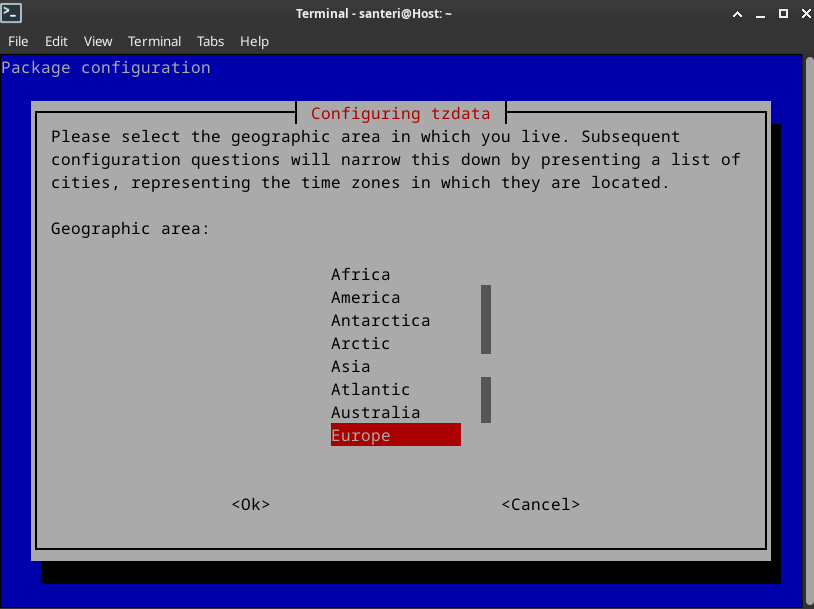 Terminal - santeri@Host: ~
File Edit View Terminal Tabs Help
Package configuration
Configuring tzdata
Please select the geographic area in which you live. Subsequent
configuration questions will narrow this down by presenting a list of
cities, representing the time zones in which they are located.
Geographic area:
Africa
America
Antarctica
Arctic
Asia
Atlantic
Australia
Europe
<Ok> <Cancel>